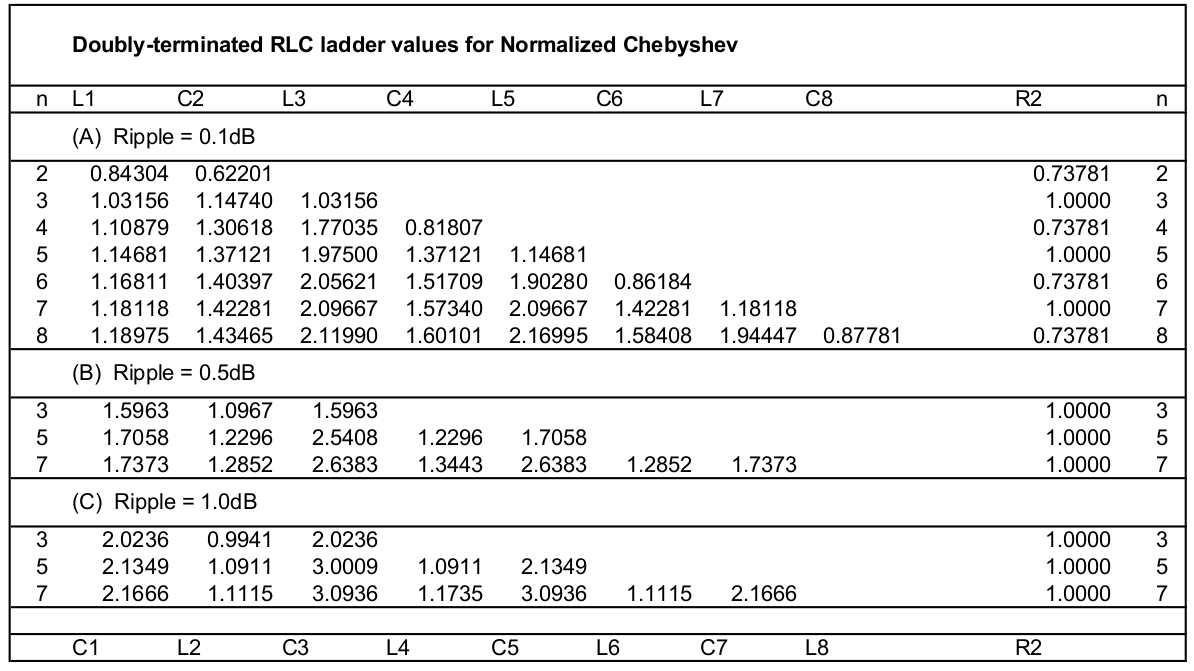 Doubly-terminated RLC ladder values for Normalized Chebyshev
n L1 C2 L3 C4 L5 C6 L7 C8 R2 n
(A) Ripple = 0.1dB
2 0.84304 0.62201 0.73781 2
3 1.03156 1.14740 1.03156 1.0000 3
4 1.10879 1.30618 1.77035 0.81807 0.73781 4
5 1.14681 1.37121 1.97500 1.37121 1.14681 1.0000 5
6 1.16811 1.40397 2.05621 1.51709 1.90280 0.86184 0.73781 6
7 1.18118 1.42281 2.09667 1.57340 2.09667 1.42281 1.18118 1.0000 7
8 1.18975 1.43465 2.11990 1.60101 2.16995 1.58408 1.94447 0.87781 0.73781 8
(B) Ripple = 0.5dB
3 1.5963 1.0967 1.5963 1.0000 3
5 1.7058 1.2296 2.5408 1.2296 1.7058 1.0000 5
7 1.7373 1.2852 2.6383 1.3443 2.6383 1.2852 1.7373 1.0000 7
(C) Ripple = 1.0dB
3 2.0236 0.9941 2.0236 1.0000 3
5 2.1349 1.0911 3.0009 1.0911 2.1349 1.0000 5
7 2.1666 1.1115 3.0936 1.1735 3.0936 1.1115 2.1666 1.0000 7
C1 L2 C3 L4 C5 L6 C7 L8 R2